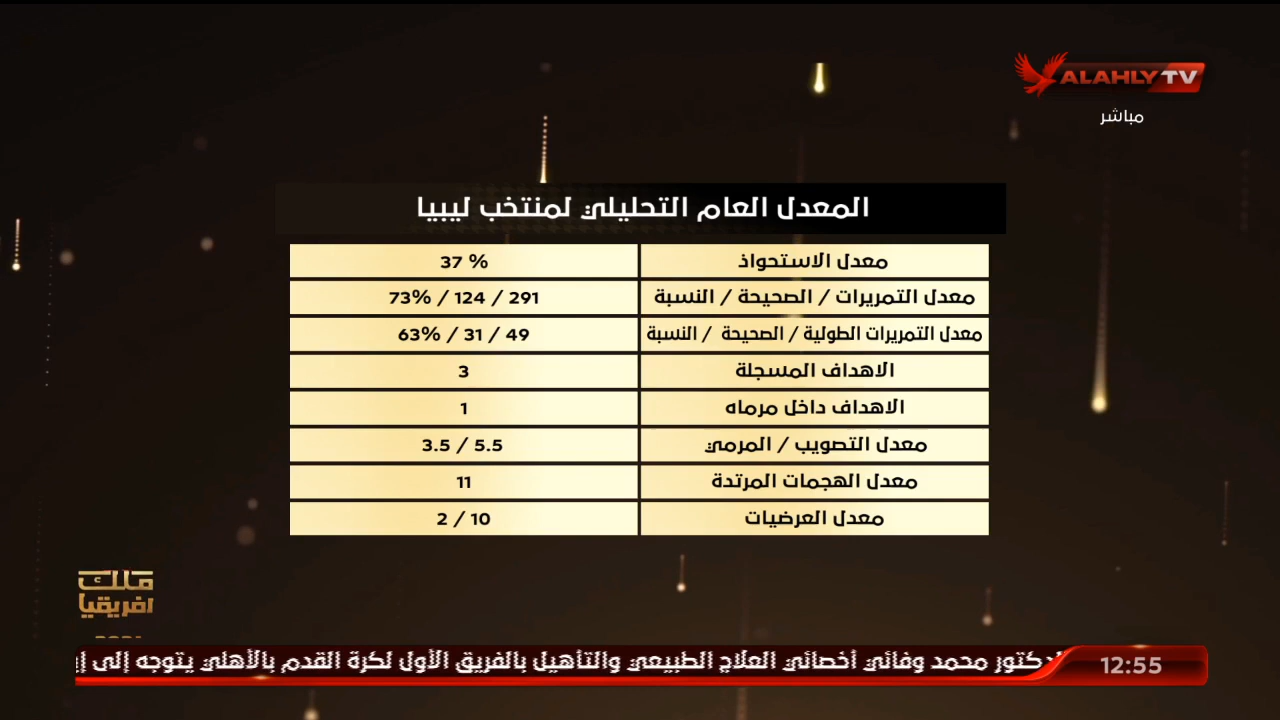 ALAHLY TV
مباشر
المعدل العام التحليلي لمنتخب ليبيا
معدل الاستحواذ 37 %
معدل التمريرات / الصحيحة / النسبة 291 / 124 / 73%
معدل التمريرات الطولية / الصحيحة / النسبة 49 / 31 / 63%
الاهداف المسجلة 3
الاهداف داخل مرماه 1
معدل التصويب / المرمي 5.5 / 3.5
معدل الهجمات المرتدة 11
معدل العرضيات 10 / 2
ملك
افريقيا
دكتور محمد وفائي أخصائي العلاج الطبيعي والتأهيل بالفريق الأول لكرة القدم بالأهلي يتوجه إلى
12:55